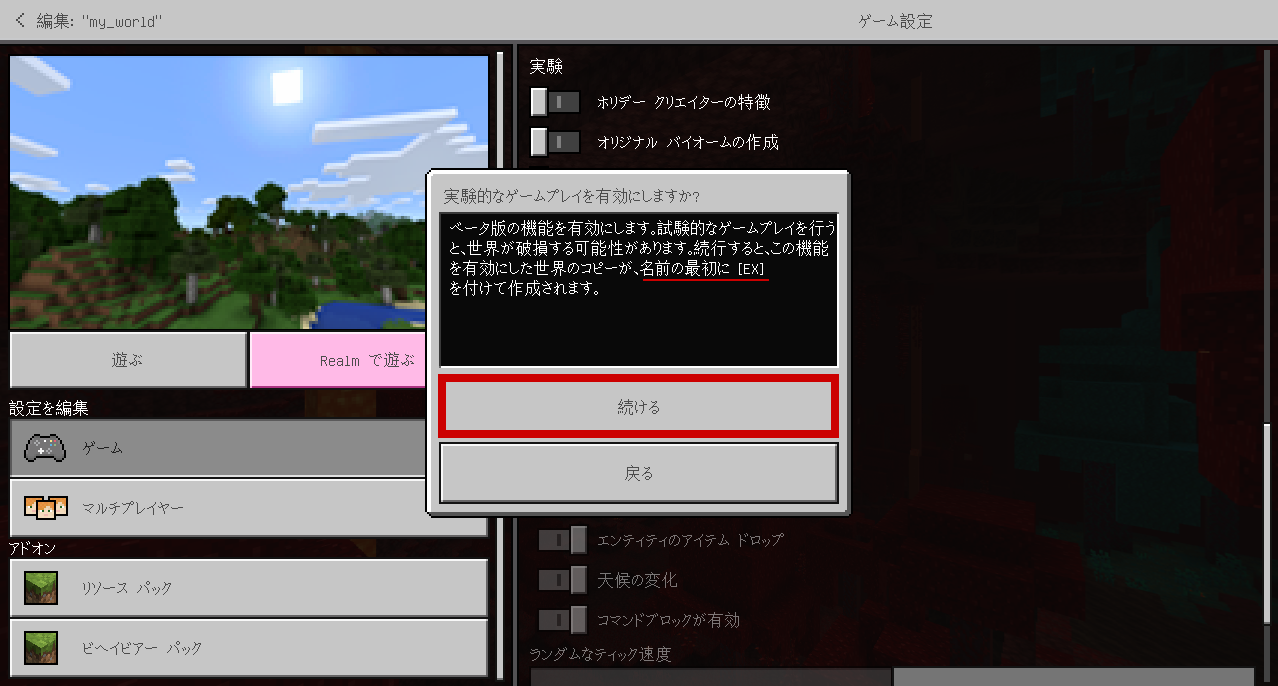 編集: "my_world"
ゲーム設定
遊ぶ
Realm で遊ぶ
設定を編集
ゲーム
マルチプレイヤー
アドオン
リソース パック
ビヘイビアー パック
実験
ホリデー クリエイターの特徴
オリジナル バイオームの作成
実験的なゲームプレイを有効にしますか?
ベータ版の機能を有効にします。試験的なゲームプレイを行う
と、世界が破損する可能性があります。続行すると、この機能
を有効にした世界のコピーが、名前の最初に [EX]
を付けて作成されます。
続ける
戻る
エンティティのアイテム ドロップ
天候の変化
コマンドブロックが有効
ランダムなティック速度